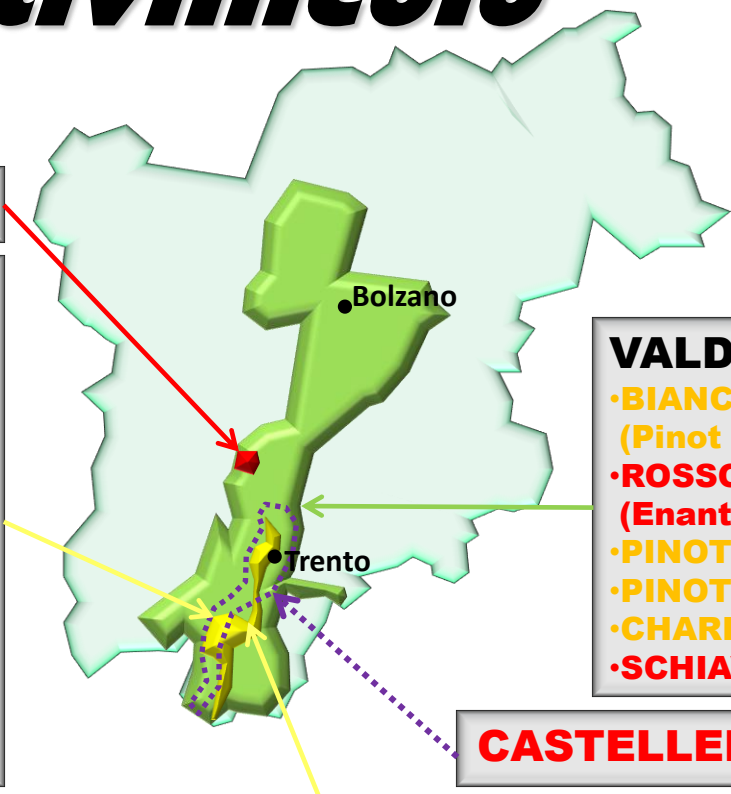 Bolzano
VALD
•BIANC
(Pinot
•ROSSO
(Enant
Trento
•PINOT
•PINOT
•CHAR
•SCHIA
CASTELLE